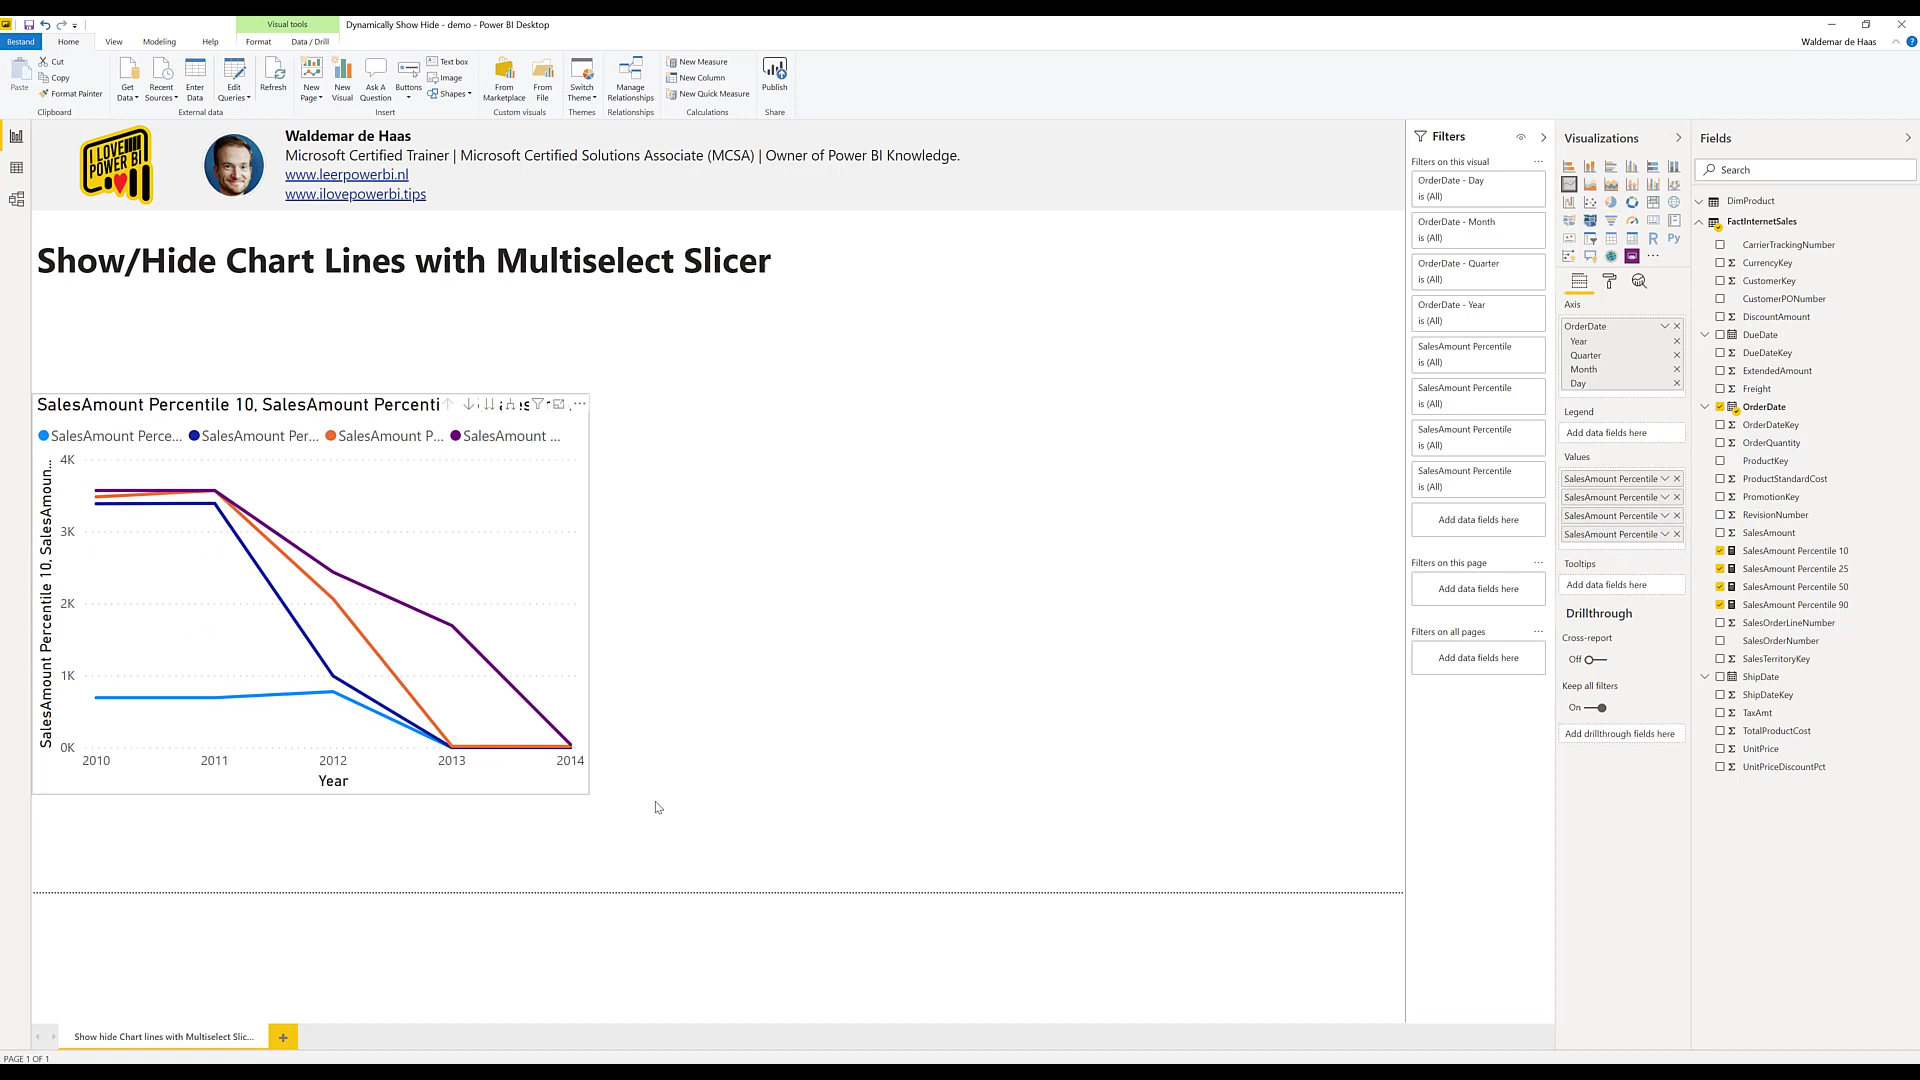 Visual tools
Dynamically Show Hide - demo - Power BI Desktop
Bestand
Home
View
Modeling
Help
Format
Data / Drill
Waldemar de Haas
Paste
Cut
Copy
Format Painter
Clipboard
Get Data
Recent Sources
Enter Data
Edit Queries
Refresh
External data
New Page
New Visual
Ask A Question
Buttons
Text box
Image
Shapes
Insert
From Marketplace
From File
Custom visuals
Switch Theme
Themes
Manage Relationships
Relationships
New Measure
New Column
New Quick Measure
Calculations
Publish
Share
I LOVE
POWER BI
Waldemar de Haas
Microsoft Certified Trainer | Microsoft Certified Solutions Associate (MCSA) | Owner of Power BI Knowledge.
www.leerpowerbi.nl
www.ilovepowerbi.tips
Show/Hide Chart Lines with Multiselect Slicer
SalesAmount Percentile 10, SalesAmount Percenti
SalesAmount Perce...
SalesAmount Per...
SalesAmount P...
SalesAmount ...
SalesAmount Percentile 10, SalesAmoun...
4K
3K
2K
1K
0K
2010
2011
2012
2013
2014
Year
Filters
Filters on this visual
OrderDate - Day
is (All)
OrderDate - Month
is (All)
OrderDate - Quarter
is (All)
OrderDate - Year
is (All)
SalesAmount Percentile
is (All)
SalesAmount Percentile
is (All)
SalesAmount Percentile
is (All)
SalesAmount Percentile
is (All)
Add data fields here
Filters on this page
Add data fields here
Filters on all pages
Add data fields here
Visualizations
R
Py
Axis
OrderDate
Year
Quarter
Month
Day
Legend
Add data fields here
Values
SalesAmount Percentile
SalesAmount Percentile
SalesAmount Percentile
SalesAmount Percentile
Tooltips
Add data fields here
Drillthrough
Cross-report
Off
Keep all filters
On
Add drillthrough fields here
Fields
Search
DimProduct
FactInternetSales
CarrierTrackingNumber
CurrencyKey
CustomerKey
CustomerPONumber
DiscountAmount
DueDate
DueDateKey
ExtendedAmount
Freight
OrderDate
OrderDateKey
OrderQuantity
ProductKey
ProductStandardCost
PromotionKey
RevisionNumber
SalesAmount
SalesAmount Percentile 10
SalesAmount Percentile 25
SalesAmount Percentile 50
SalesAmount Percentile 90
SalesOrderLineNumber
SalesOrderNumber
SalesTerritoryKey
ShipDate
ShipDateKey
TaxAmt
TotalProductCost
UnitPrice
UnitPriceDiscountPct
Show hide Chart lines with Multiselect Slic...
PAGE 1 OF 1